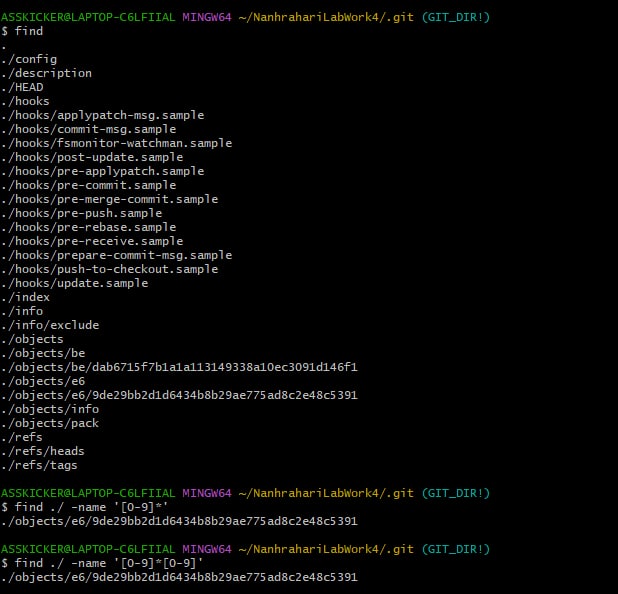 ASSKICKER@LAPTOP-C6LFIIAL MINGW64 ~/NanhrahariLabWork4/.git (GIT_DIR!)
$ find
.
./config
./description
./HEAD
./hooks
./hooks/applypatch-msg.sample
./hooks/commit-msg.sample
./hooks/fsmonitor-watchman.sample
./hooks/post-update.sample
./hooks/pre-applypatch.sample
./hooks/pre-commit.sample
./hooks/pre-merge-commit.sample
./hooks/pre-push.sample
./hooks/pre-rebase.sample
./hooks/pre-receive.sample
./hooks/prepare-commit-msg.sample
./hooks/push-to-checkout.sample
./hooks/update.sample
./index
./info
./info/exclude
./objects
./objects/be
./objects/be/dab6715f7b1a1a113149338a10ec3091d146f1
./objects/e6
./objects/e6/9de29bb2d1d6434b8b29ae775ad8c2e48c5391
./objects/info
./objects/pack
./refs
./refs/heads
./refs/tags
ASSKICKER@LAPTOP-C6LFIIAL MINGW64 ~/NanhrahariLabWork4/.git (GIT_DIR!)
$ find ./ -name '[0-9]*'
./objects/e6/9de29bb2d1d6434b8b29ae775ad8c2e48c5391
ASSKICKER@LAPTOP-C6LFIIAL MINGW64 ~/NanhrahariLabWork4/.git (GIT_DIR!)
$ find ./ -name '[0-9]*[0-9]'
./objects/e6/9de29bb2d1d6434b8b29ae775ad8c2e48c5391